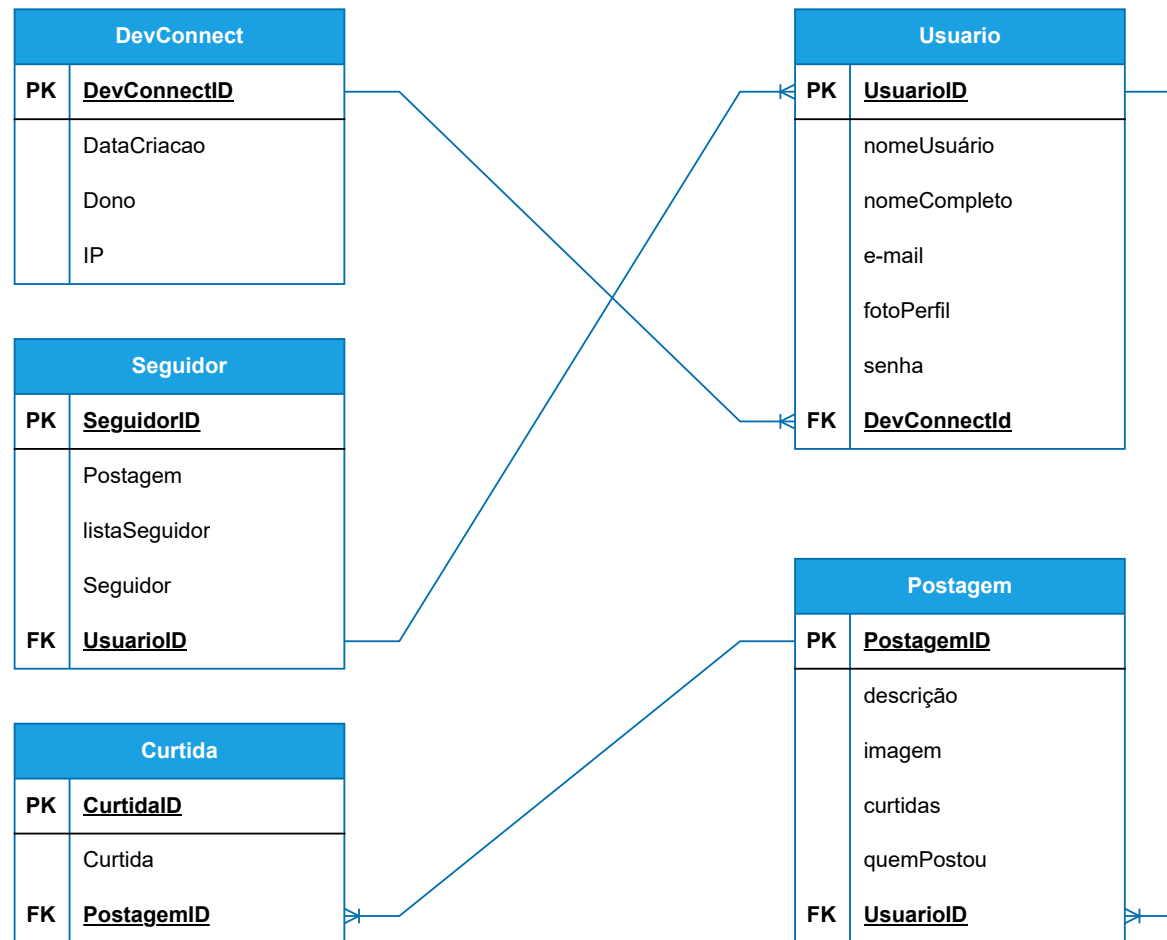 DevConnect
PK DevConnectID
DataCriacao
Dono
IP
Usuario
PK UsuarioID
nomeUsuário
nomeCompleto
e-mail
fotoPerfil
senha
FK DevConnectId
Seguidor
PK SeguidorID
Postagem
listaSeguidor
Seguidor
FK UsuarioID
Postagem
PK PostagemID
descrição
imagem
curtidas
quemPostou
FK UsuarioID
Curtida
PK CurtidaID
Curtida
FK PostagemID